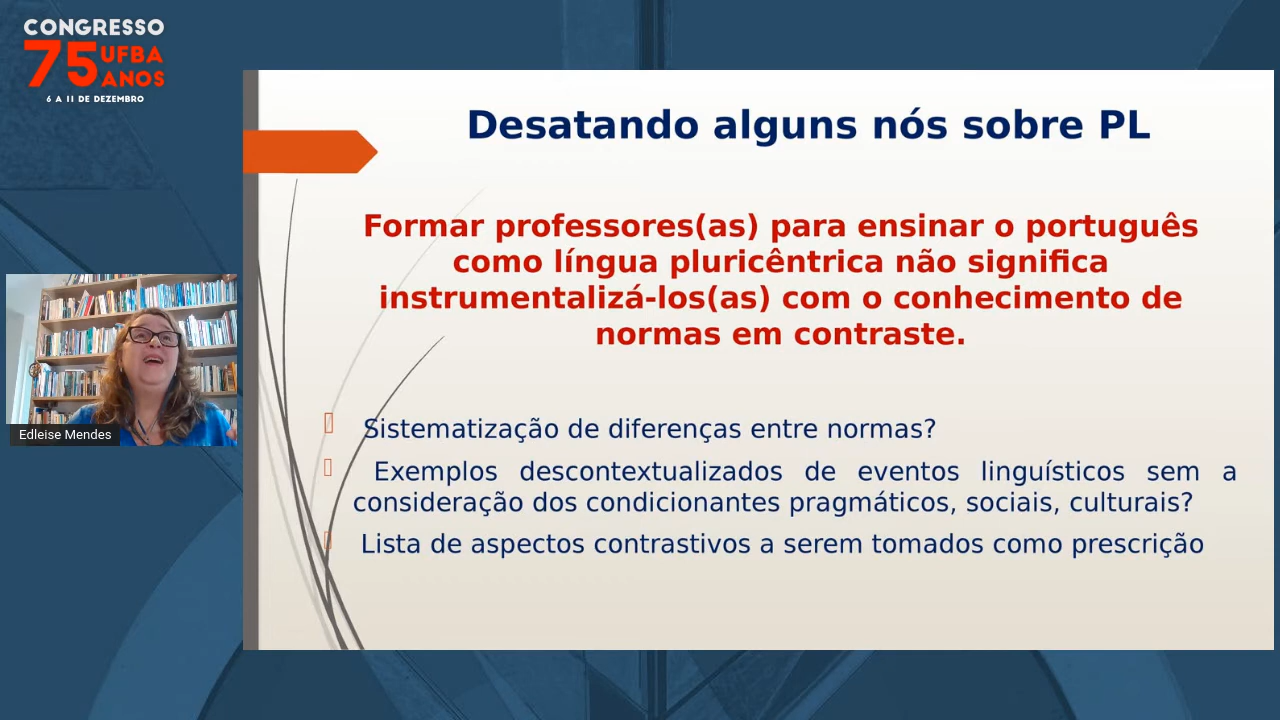 CONGRESSO
75 UFBA
ANOS
6 A 11 DE DEZEMBRO
Desatando alguns nós sobre PL
Formar professores(as) para ensinar o português
como língua pluricêntrica não significa
instrumentalizá-los(as) com o conhecimento de
normas em contraste.
Sistematização de diferenças entre normas?
Exemplos descontextualizados de eventos linguísticos sem a
consideração dos condicionantes pragmáticos, sociais, culturais?
Lista de aspectos contrastivos a serem tomados como prescrição
Edleise Mendes